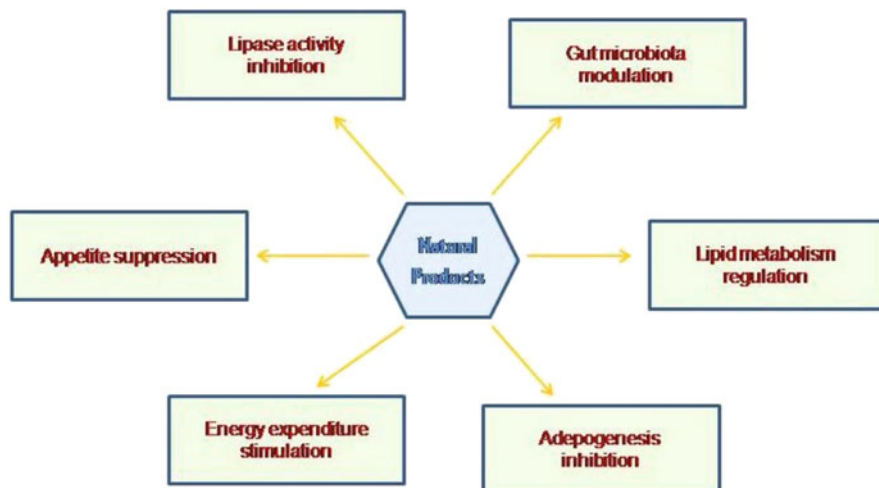 Lipase activity
inhibition
Gut microbiota
modulation
Appetite suppression
Natural
Products
Lipid metabolism
regulation
Energy expenditure
stimulation
Adepogenesis
inhibition